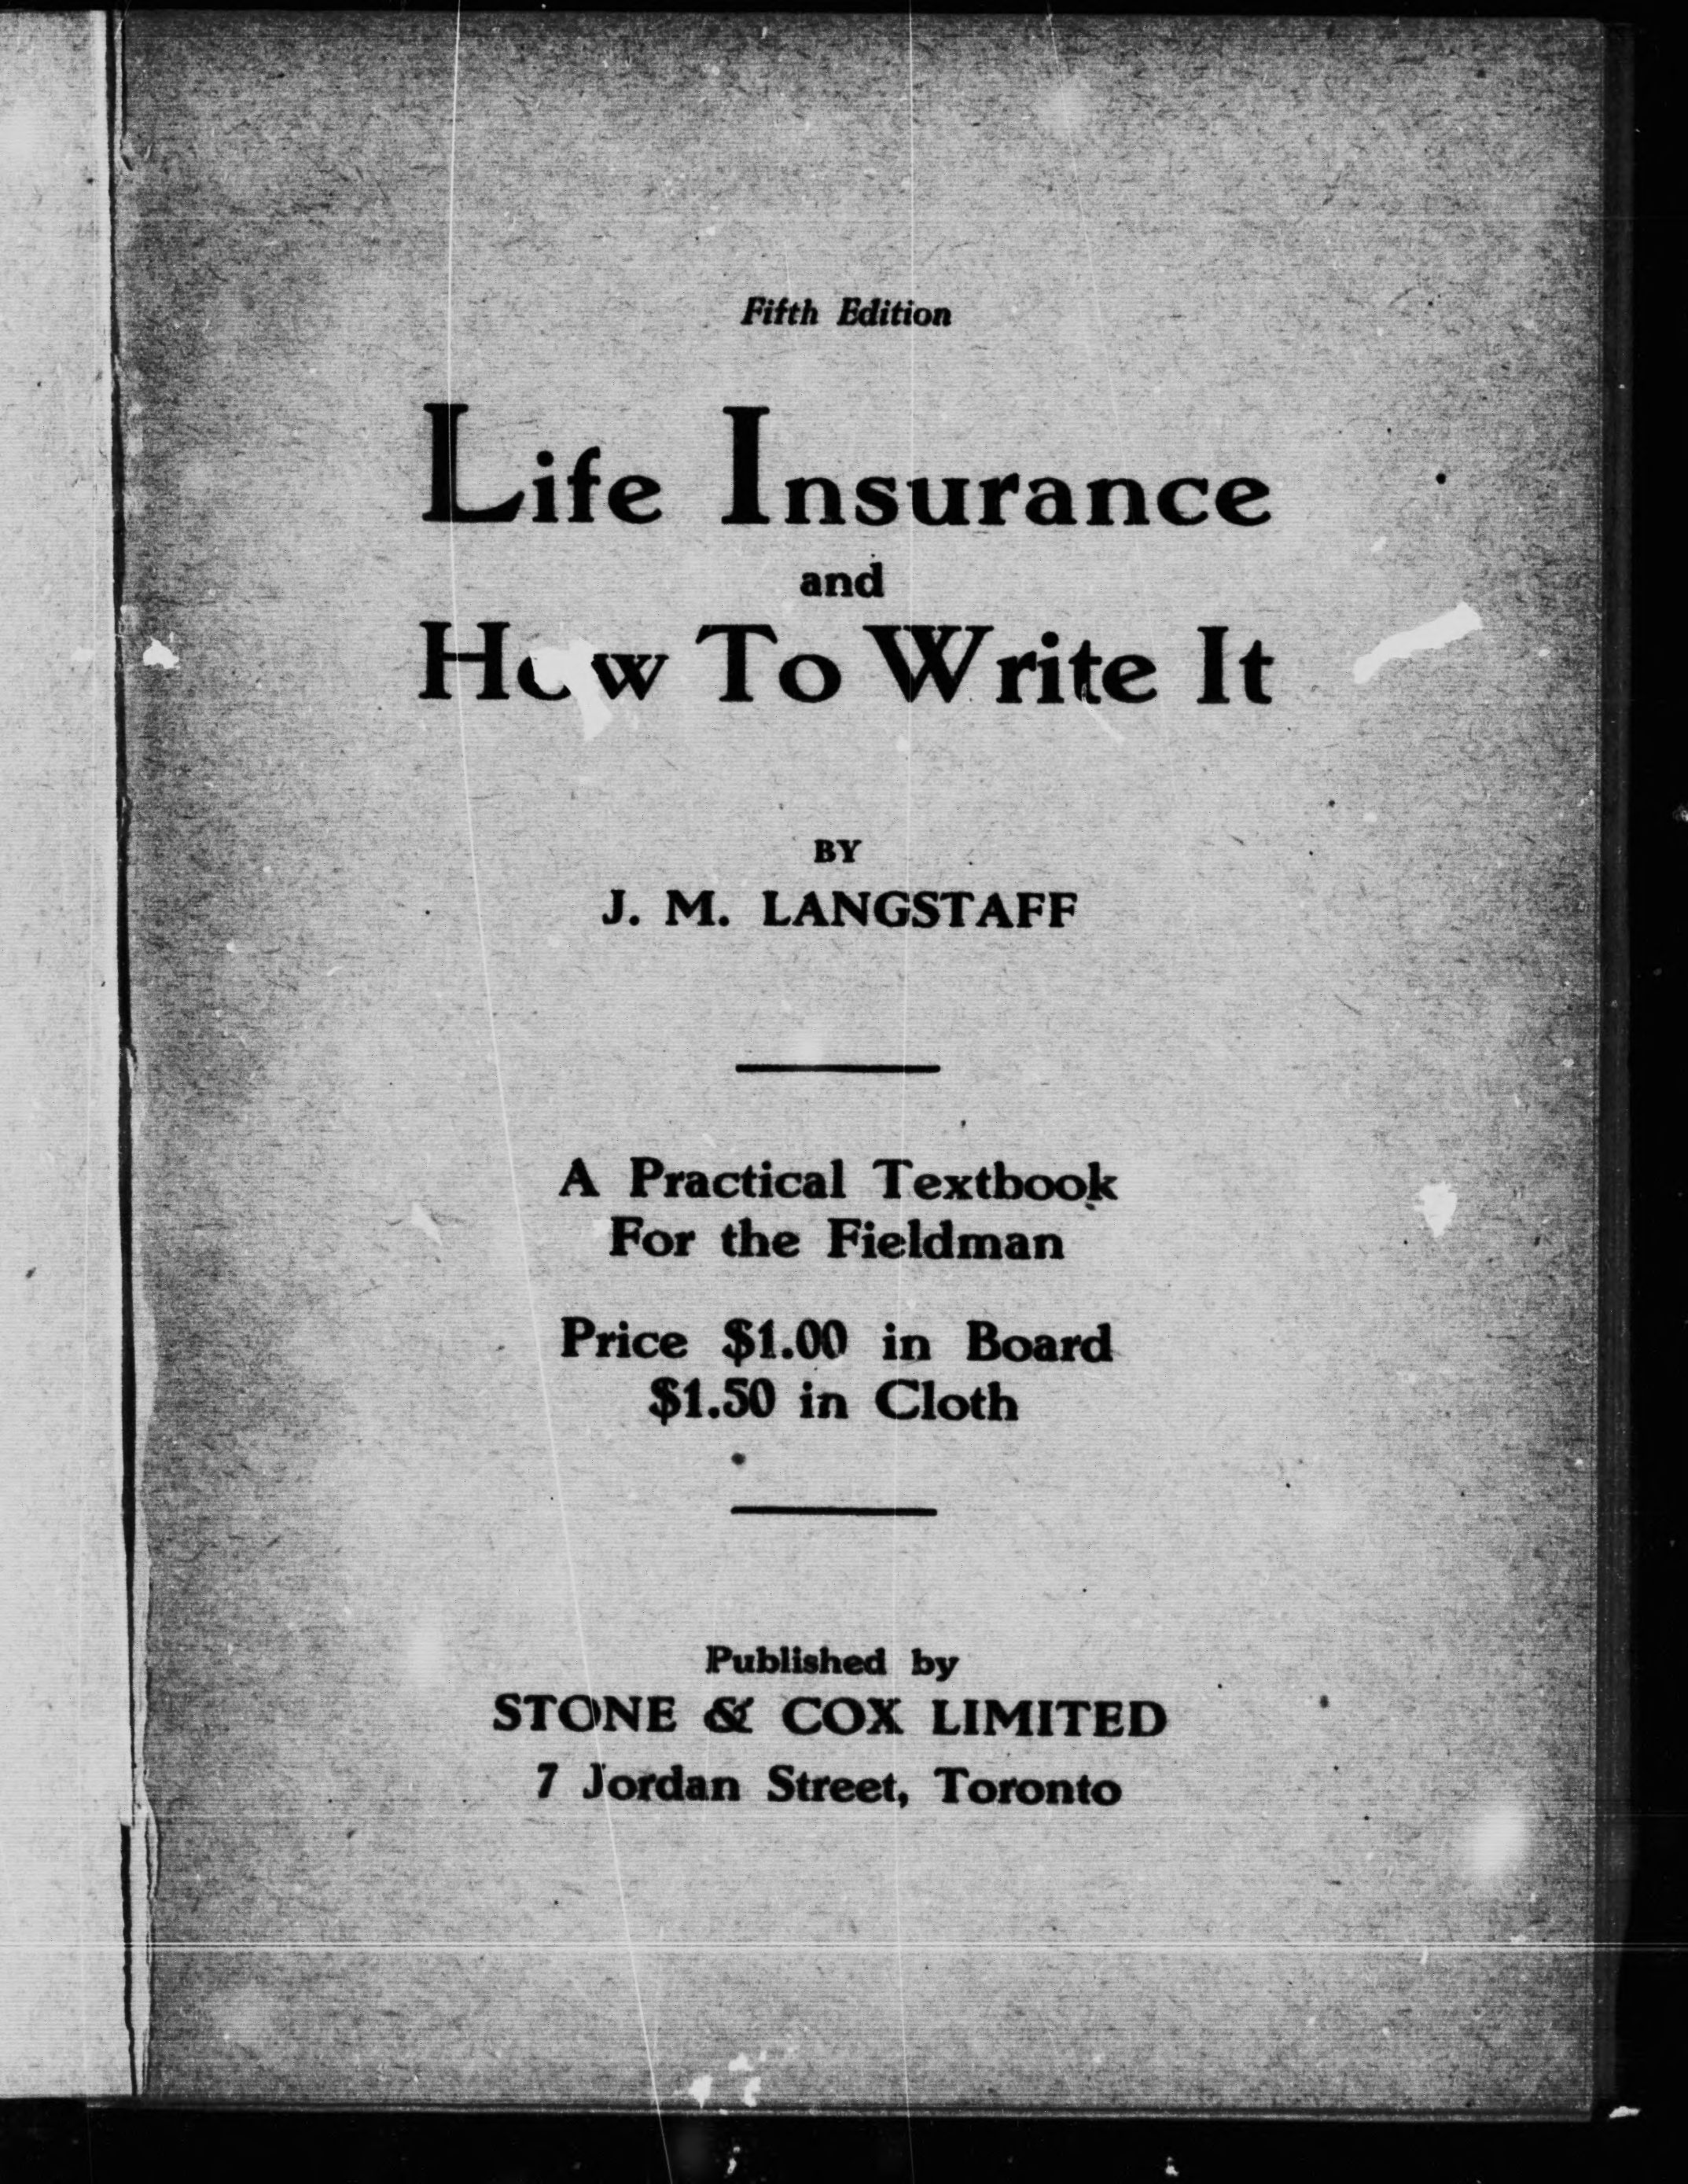 Fifth Edition
Life Insurance
and
How To Write It
BY
J. M. LANGSTAFF
A Practical Textbook
For the Fieldman
Price $1.00 in Board
$1.50 in Cloth
Published by
STONE & COX LIMITED
7 Jordan Street, Toronto